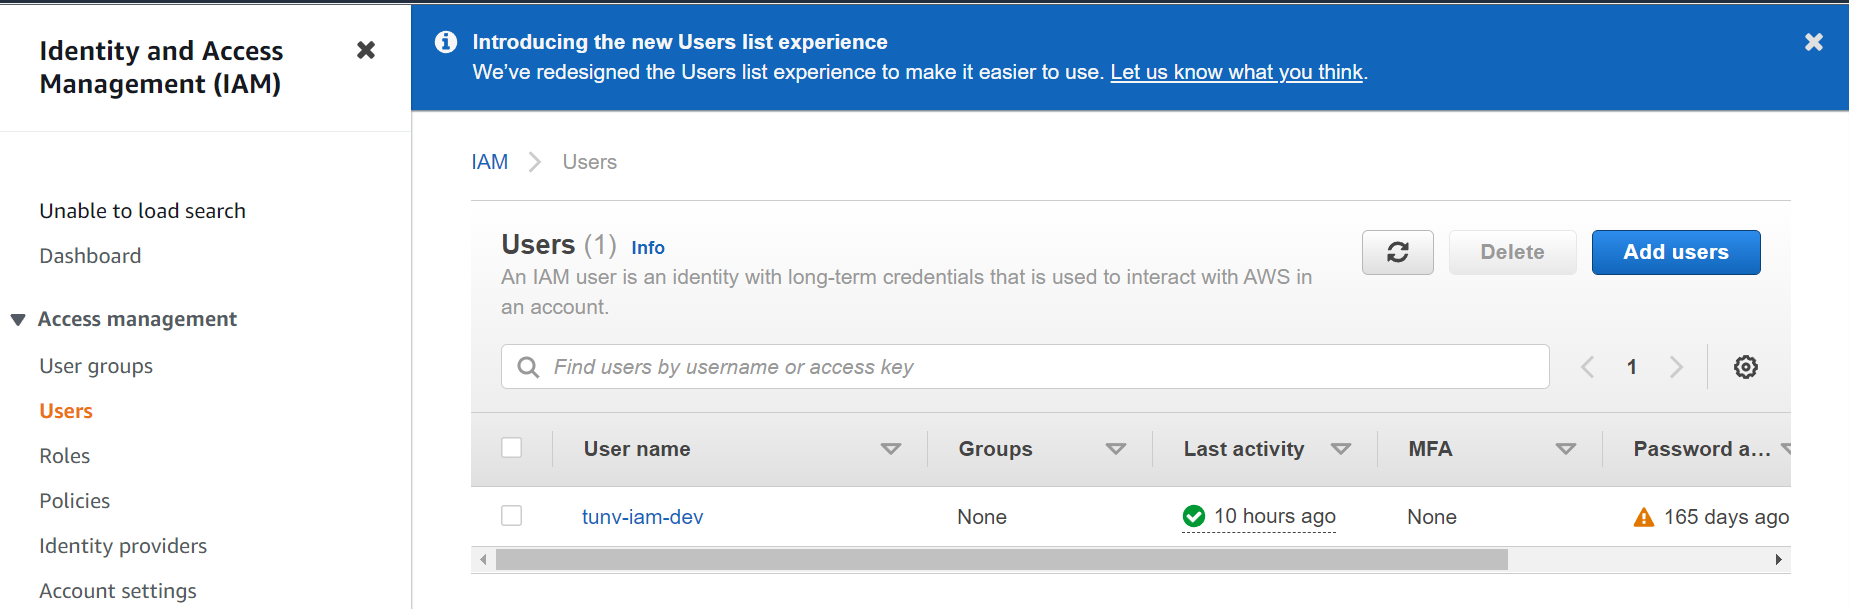 Identity and Access
Management (IAM)
Unable to load search
Dashboard
Access management
User groups
Users
Roles
Policies
Identity providers
Account settings
Introducing the new Users list experience
We’ve redesigned the Users list experience to make it easier to use. Let us know what you think.
IAM Users
Users (1) Info
An IAM user is an identity with long-term credentials that is used to interact with AWS in
an account.
Delete
Add users
Find users by username or access key
1
User name Groups Last activity MFA Password a...
tunv-iam-dev None 10 hours ago None 165 days ago